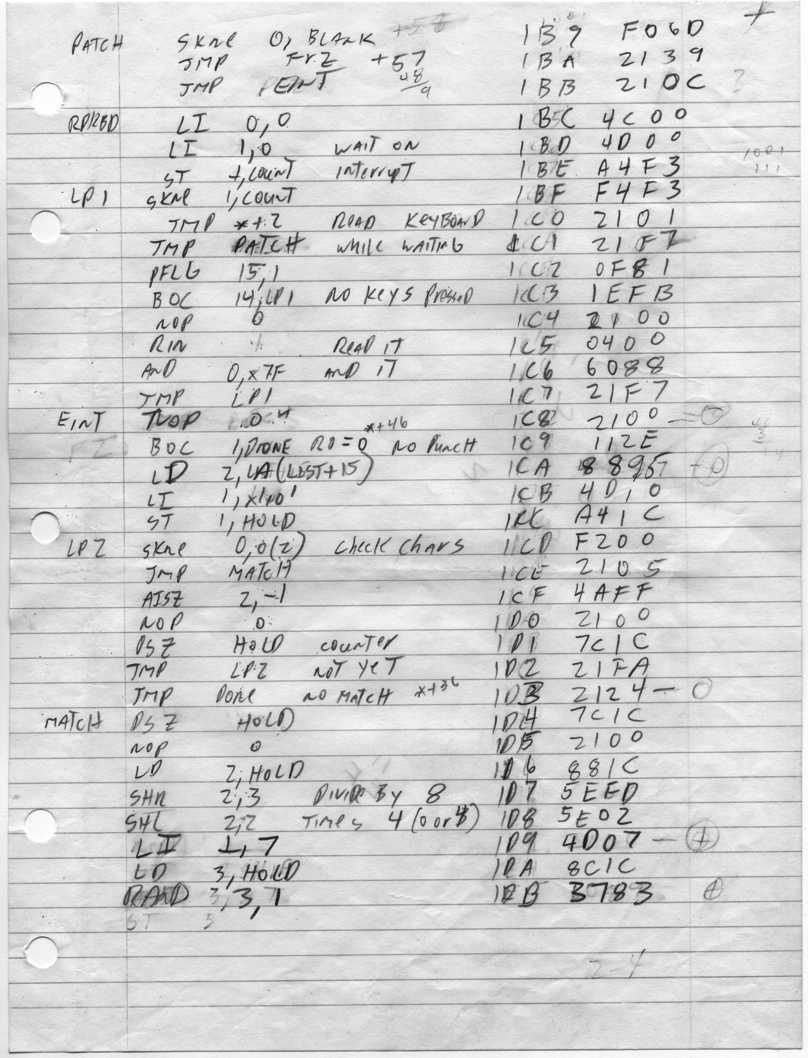 PATCH SKNE 0, BLANK +58 1B9 F06D
JMP FRZ +57 1BA 2139
JMP EINT 48/9 1BB 210C ?
RDKBD LI 0,0 1BC 4C00
LI 1,0 WAIT ON 1BD 4D00
ST 1,COUNT INTERRUPT 1BE A4F3
LP1 SKNE 1,COUNT 1BF F4F3
JMP *+2 READ KEYBOARD 1C0 2101
JMP PATCH WHILE WAITING 1C1 21F7
PFLG 15,1 1C2 0F81
BOC 14,LP1 NO KEYS PRESSED 1C3 1EFB
NOP 0 1C4 2100
RIN READ IT 1C5 0400
AND 0,X7F AND IT 1C6 6088
JMP LP1 1C7 21F7
EINT NOP 0 1C8 2100 — 0
BOC 1,DONE R0=0 *+46 NO PUNCH 1C9 112E
LD 2,LA(LIST+15) 1CA 8895 — 0
LI 1,X'10' 1CB 4D10
ST 1,HOLD 1CC A41C
LP2 SKNE 0,0(2) CHECK CHARS 1CD F200
JMP MATCH 1CE 2105
AISZ 2,-1 1CF 4AFF
NOP 0 1D0 2100
DSZ HOLD COUNTER 1D1 7C1C
JMP LP2 NOT YET 1D2 21FA
JMP DONE NO MATCH *+36 1D3 2124 — 0
MATCH DSZ HOLD 1D4 7C1C
NOP 0 1D5 2100
LD 2,HOLD 1D6 881C
SHR 2,3 DIVIDE BY 8 1D7 5EED
SHL 2,2 TIMES 4 (0 or 4) 1D8 5E02
LI 1,7 1D9 4D07 — +
LD 3,HOLD 1DA 8C1C
RAND 3,3,1 1DB 3783 +
ST 3
2-4